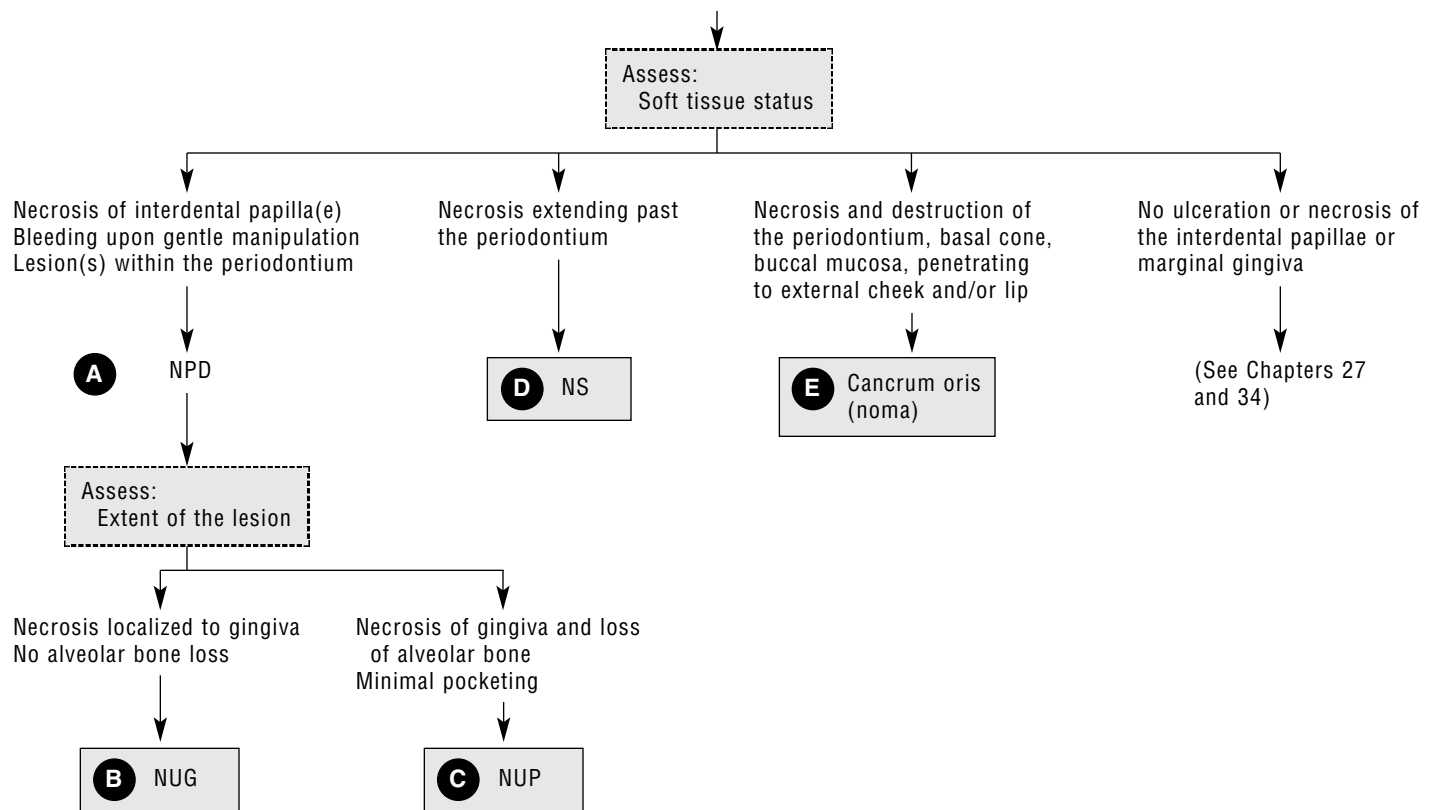 Assess:
Soft tissue status
Necrosis of interdental papilla(e)
Bleeding upon gentle manipulation
Lesion(s) within the periodontium
Necrosis extending past
the periodontium
Necrosis and destruction of
the periodontium, basal cone,
buccal mucosa, penetrating
to external cheek and/or lip
No ulceration or necrosis of
the interdental papillae or
marginal gingiva
A NPD
D NS
E Cancrum oris
(noma)
(See Chapters 27
and 34)
Assess:
Extent of the lesion
Necrosis localized to gingiva
No alveolar bone loss
Necrosis of gingiva and loss
of alveolar bone
Minimal pocketing
B NUG
C NUP